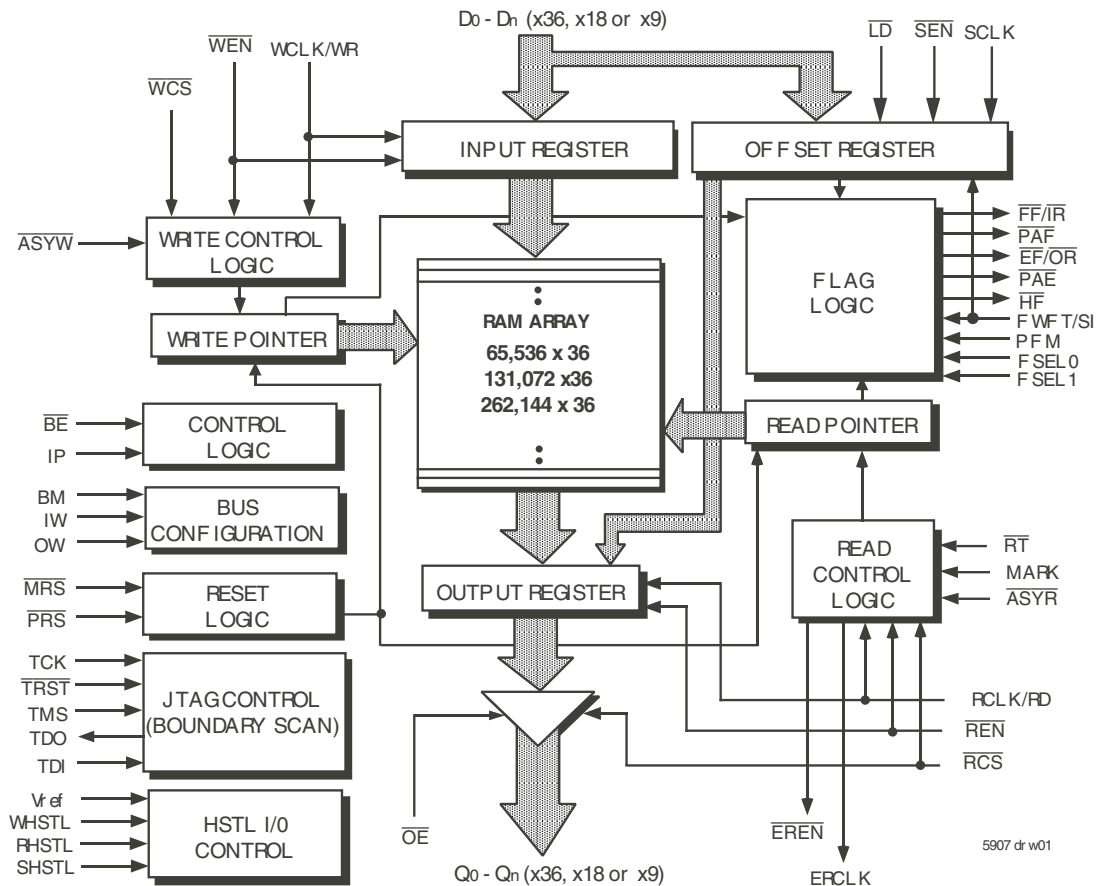 D0 - Dn (x36, x18 or x9)
WEN
WCLK/WR
LD
SEN
SCLK
WCS
INPUT REGISTER
OFFSET REGISTER
ASYW
WRITE CONTROL
LOGIC
FLAG
LOGIC
FF/IR
PAF
EF/OR
PAE
HF
FWFT/SI
PFM
FSEL0
FSEL1
WRITE POINTER
RAM ARRAY
65,536 x 36
131,072 x36
262,144 x 36
READ POINTER
BE
IP
CONTROL
LOGIC
BM
IW
OW
BUS
CONFIGURATION
READ
CONTROL
LOGIC
RT
MARK
ASYR
MRS
PRS
RESET
LOGIC
OUTPUT REGISTER
TCK
TRST
TMS
TDO
TDI
JTAG CONTROL
(BOUNDARY SCAN)
RCLK/RD
REN
RCS
Vref
WHSTL
RHSTL
SHSTL
HSTL I/0
CONTROL
OE
EREN
ERCLK
5907 drw01
Q0 - Qn (x36, x18 or x9)